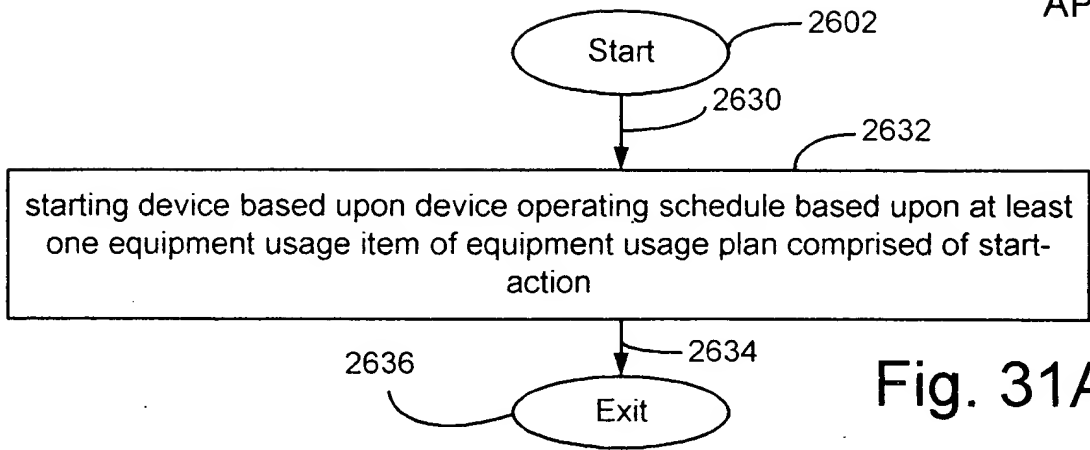 AP
Start
2602
2630
2632
starting device based upon device operating schedule based upon at least
one equipment usage item of equipment usage plan comprised of start-
action
2634
2636
Exit
Fig. 31A